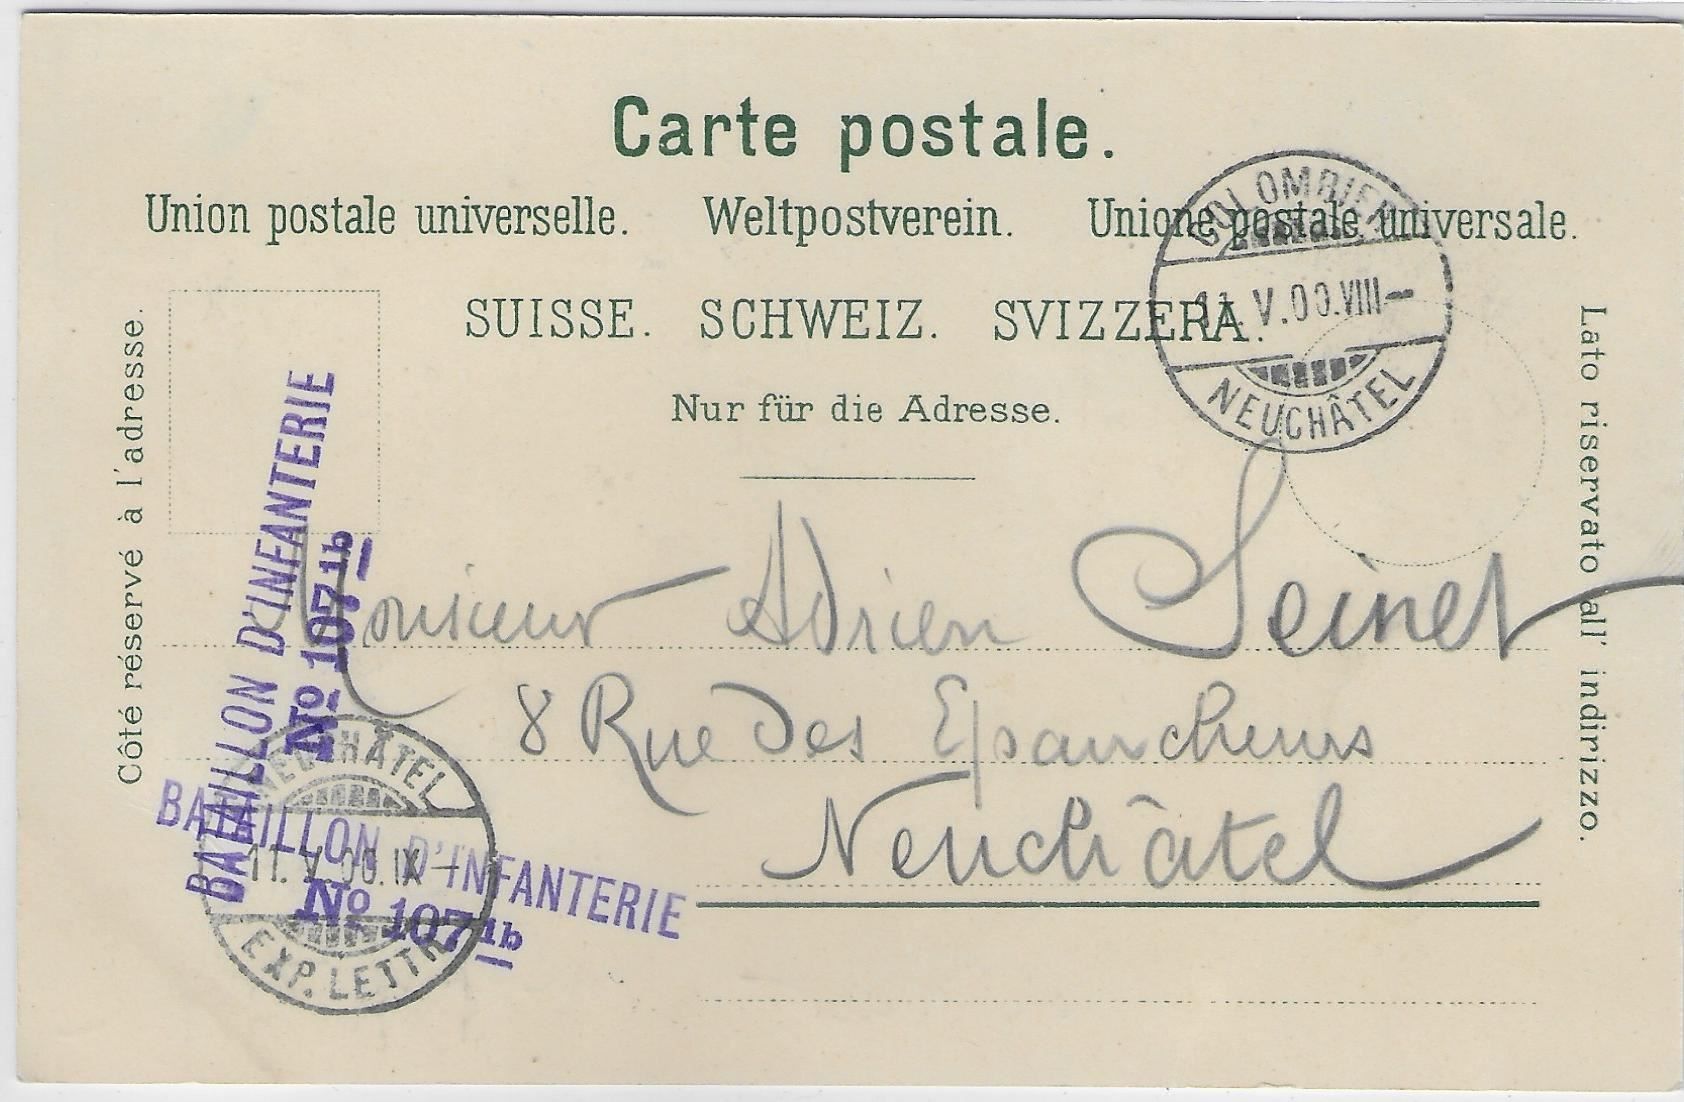 Carte postale.
Union postale universelle. Weltpostverein. Unione postale universale.
SUISSE. SCHWEIZ. SVIZZERA.
Nur für die Adresse.
Côté réservé à l'adresse.
Lato riservato all' indirizzo.
COLOMBIER
11.V.00.VIII–
NEUCHÂTEL
BATAILLON D'INFANTERIE
No 107 1b
Monsieur Adrien Seinet
8 Rue des Epancheurs
Neuchâtel
NEUCHÂTEL
11.V.00.IX–
EXP. LETTR.
BATAILLON D'INFANTERIE
No 107 1b